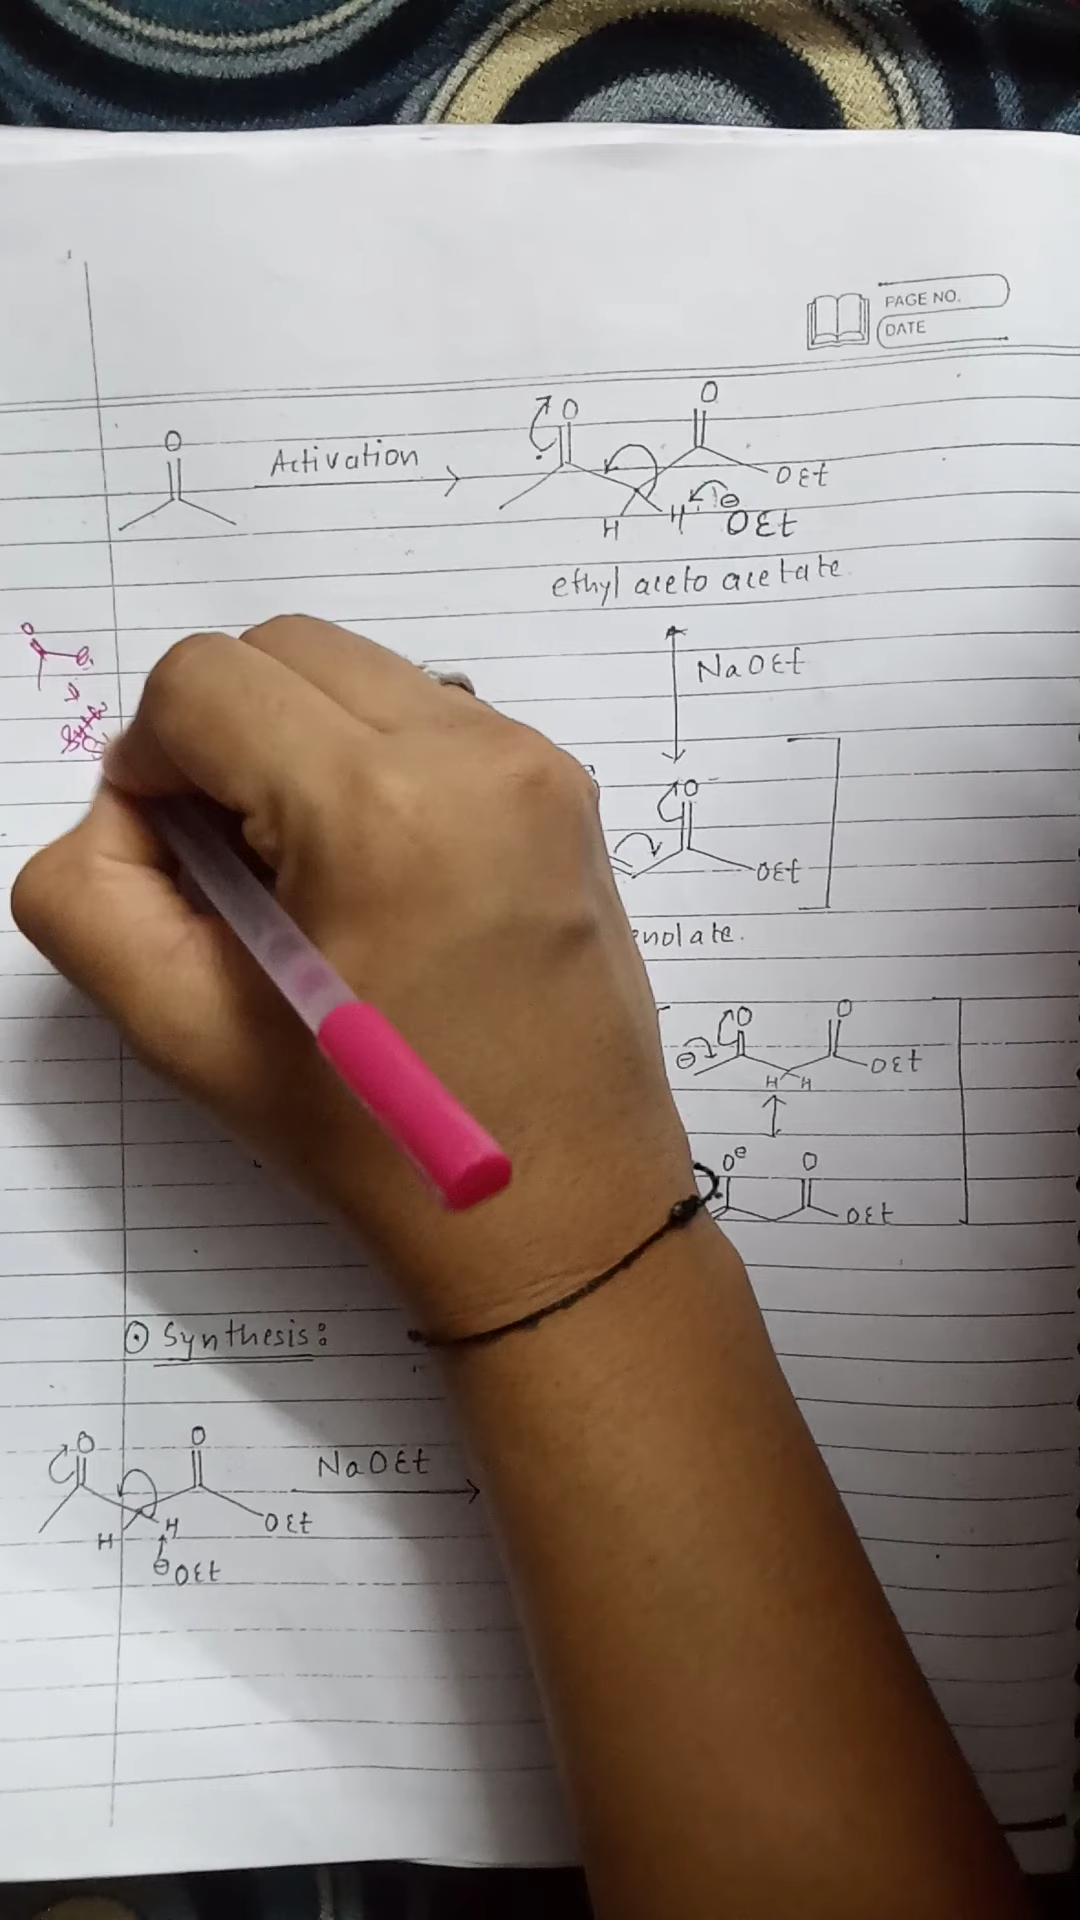 PAGE NO.
DATE
O
Activation
O
O
OEt
H
H
⊖
OEt
ethyl aceto acetate
NaOEt
O
O
OEt
enolate.
O
O
⊖
OEt
H H
O⊖
O
OEt
⊙ Synthesis:
O
O
NaOEt
H
H
OEt
⊖OEt